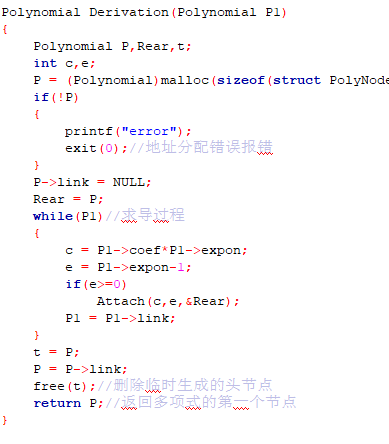 Polynomial Derivation(Polynomial P1)
{
    Polynomial P,Rear,t;
    int c,e;
    P = (Polynomial)malloc(sizeof(struct PolyNode
    if(!P)
    {
        printf("error");
        exit(0);//地址分配错误报错
    }
    P->link = NULL;
    Rear = P;
    while(P1)//求导过程
    {
        c = P1->coef*P1->expon;
        e = P1->expon-1;
        if(e>=0)
            Attach(c,e,&Rear);
        P1 = P1->link;
    }
    t = P;
    P = P->link;
    free(t);//删除临时生成的头节点
    return P;//返回多项式的第一个节点
}